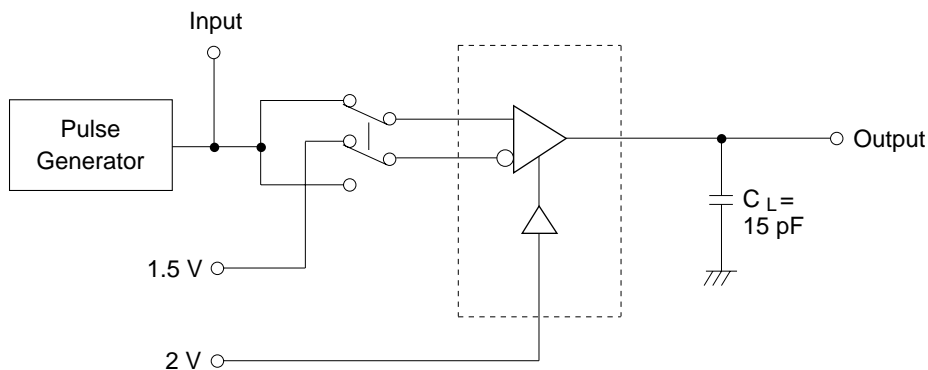 Input
Pulse
Generator
Output
C L =
15 pF
1.5 V
2 V